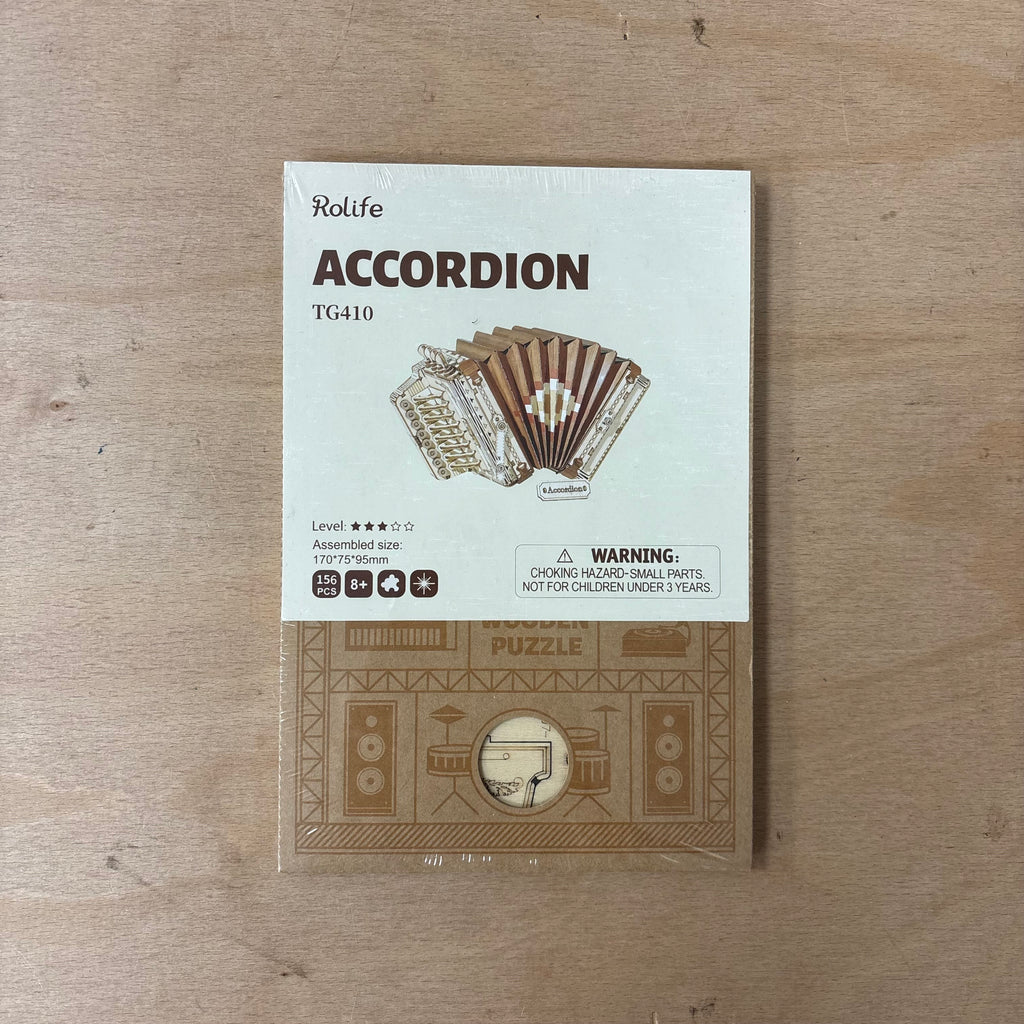 Rolife
ACCORDION
TG410
Accordion
Level:
Assembled size:
170*75*95mm
156
PCS
8+
WARNING:
CHOKING HAZARD-SMALL PARTS.
NOT FOR CHILDREN UNDER 3 YEARS.
WOODEN
PUZZLE